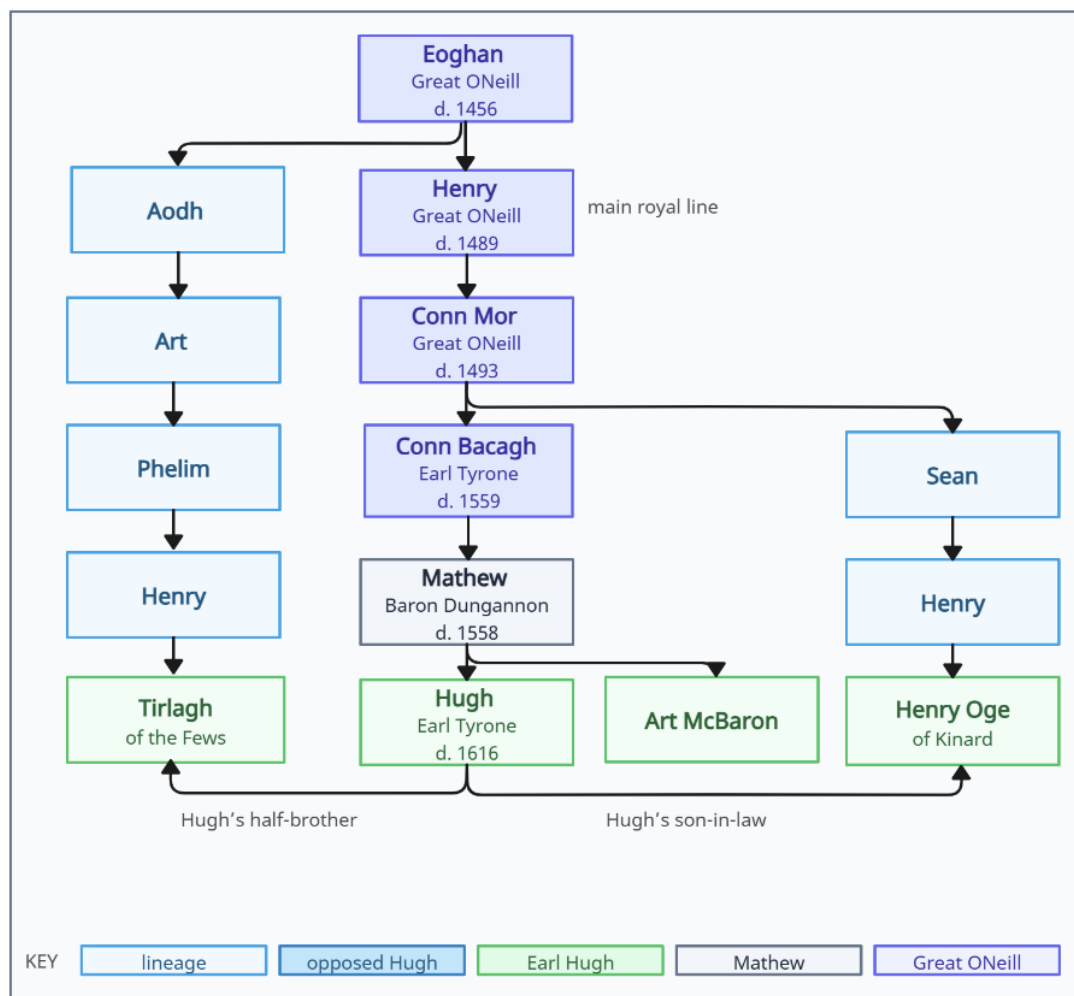 Eoghan
Great ONeill
d. 1456
Aodh
Henry
Great ONeill
d. 1489
main royal line
Art
Conn Mor
Great ONeill
d. 1493
Phelim
Conn Bacagh
Earl Tyrone
d. 1559
Sean
Henry
Mathew
Baron Dungannon
d. 1558
Henry
Tirlagh
of the Fews
Hugh
Earl Tyrone
d. 1616
Art McBaron
Henry Oge
of Kinard
Hugh’s half-brother
Hugh’s son-in-law
KEY
lineage
opposed Hugh
Earl Hugh
Mathew
Great ONeill